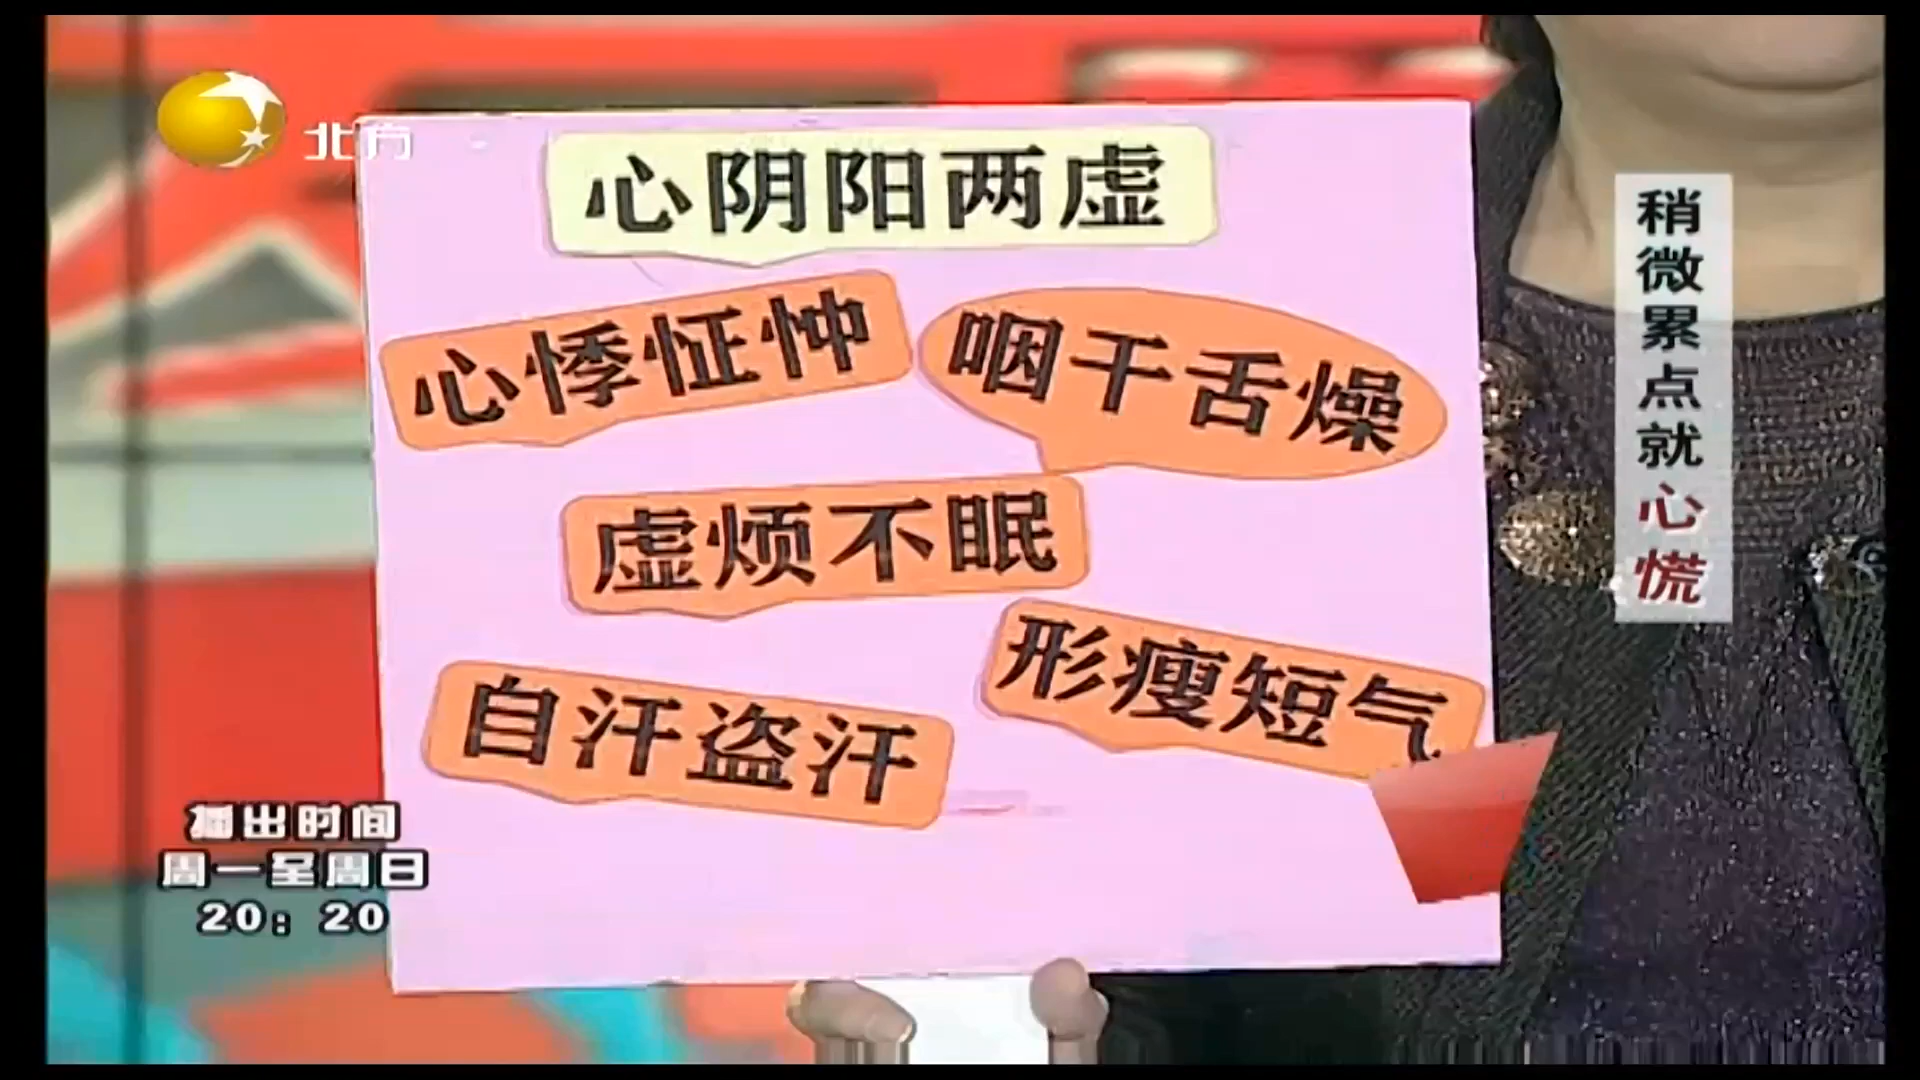 北方
心阴阳两虚
心悸怔忡
咽干舌燥
虚烦不眠
形瘦短气
自汗盗汗
稍微累点就心慌
播出时间
周一至周日
20：20